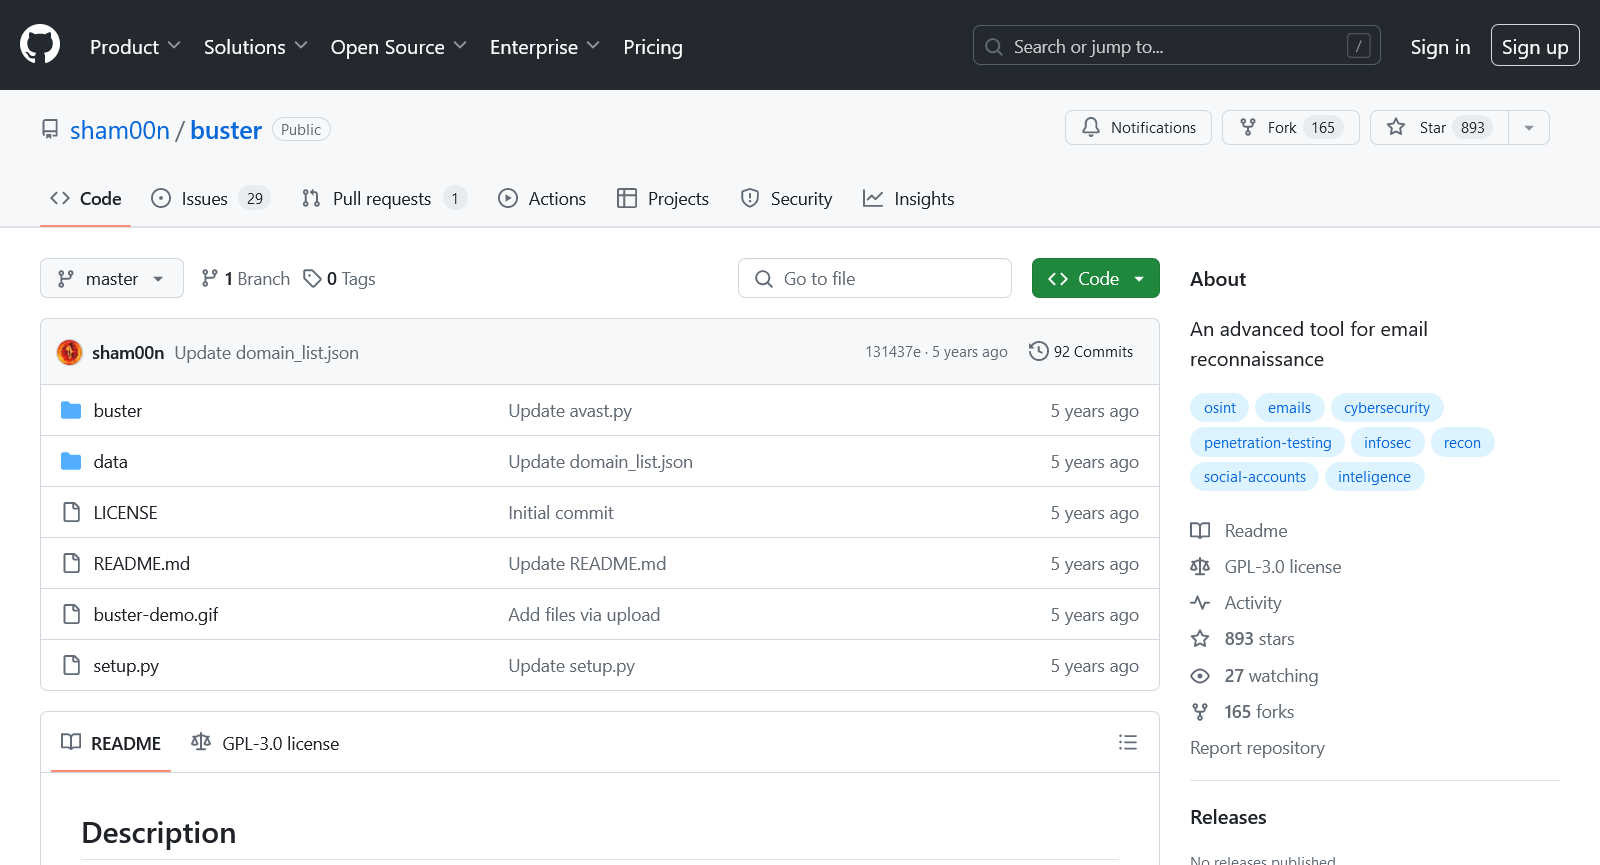 Product Solutions Open Source Enterprise Pricing Search or jump to... / Sign in Sign up
sham00n / buster Public Notifications Fork 165 Star 893
Code Issues 29 Pull requests 1 Actions Projects Security Insights
master 1 Branch 0 Tags Go to file Code
sham00n Update domain_list.json 131437e · 5 years ago 92 Commits
buster Update avast.py 5 years ago
data Update domain_list.json 5 years ago
LICENSE Initial commit 5 years ago
README.md Update README.md 5 years ago
buster-demo.gif Add files via upload 5 years ago
setup.py Update setup.py 5 years ago
README GPL-3.0 license
Description
About
An advanced tool for email
reconnaissance
osint emails cybersecurity
penetration-testing infosec recon
social-accounts inteligence
Readme
GPL-3.0 license
Activity
893 stars
27 watching
165 forks
Report repository
Releases
No releases published